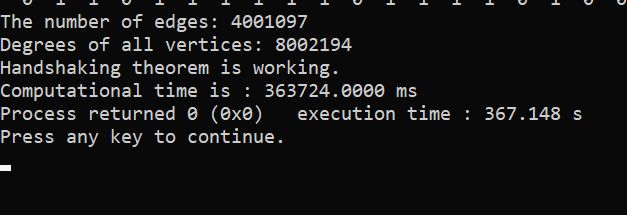 The number of edges: 4001097
Degrees of all vertices: 8002194
Handshaking theorem is working.
Computational time is : 363724.0000 ms
Process returned 0 (0x0)   execution time : 367.148 s
Press any key to continue.